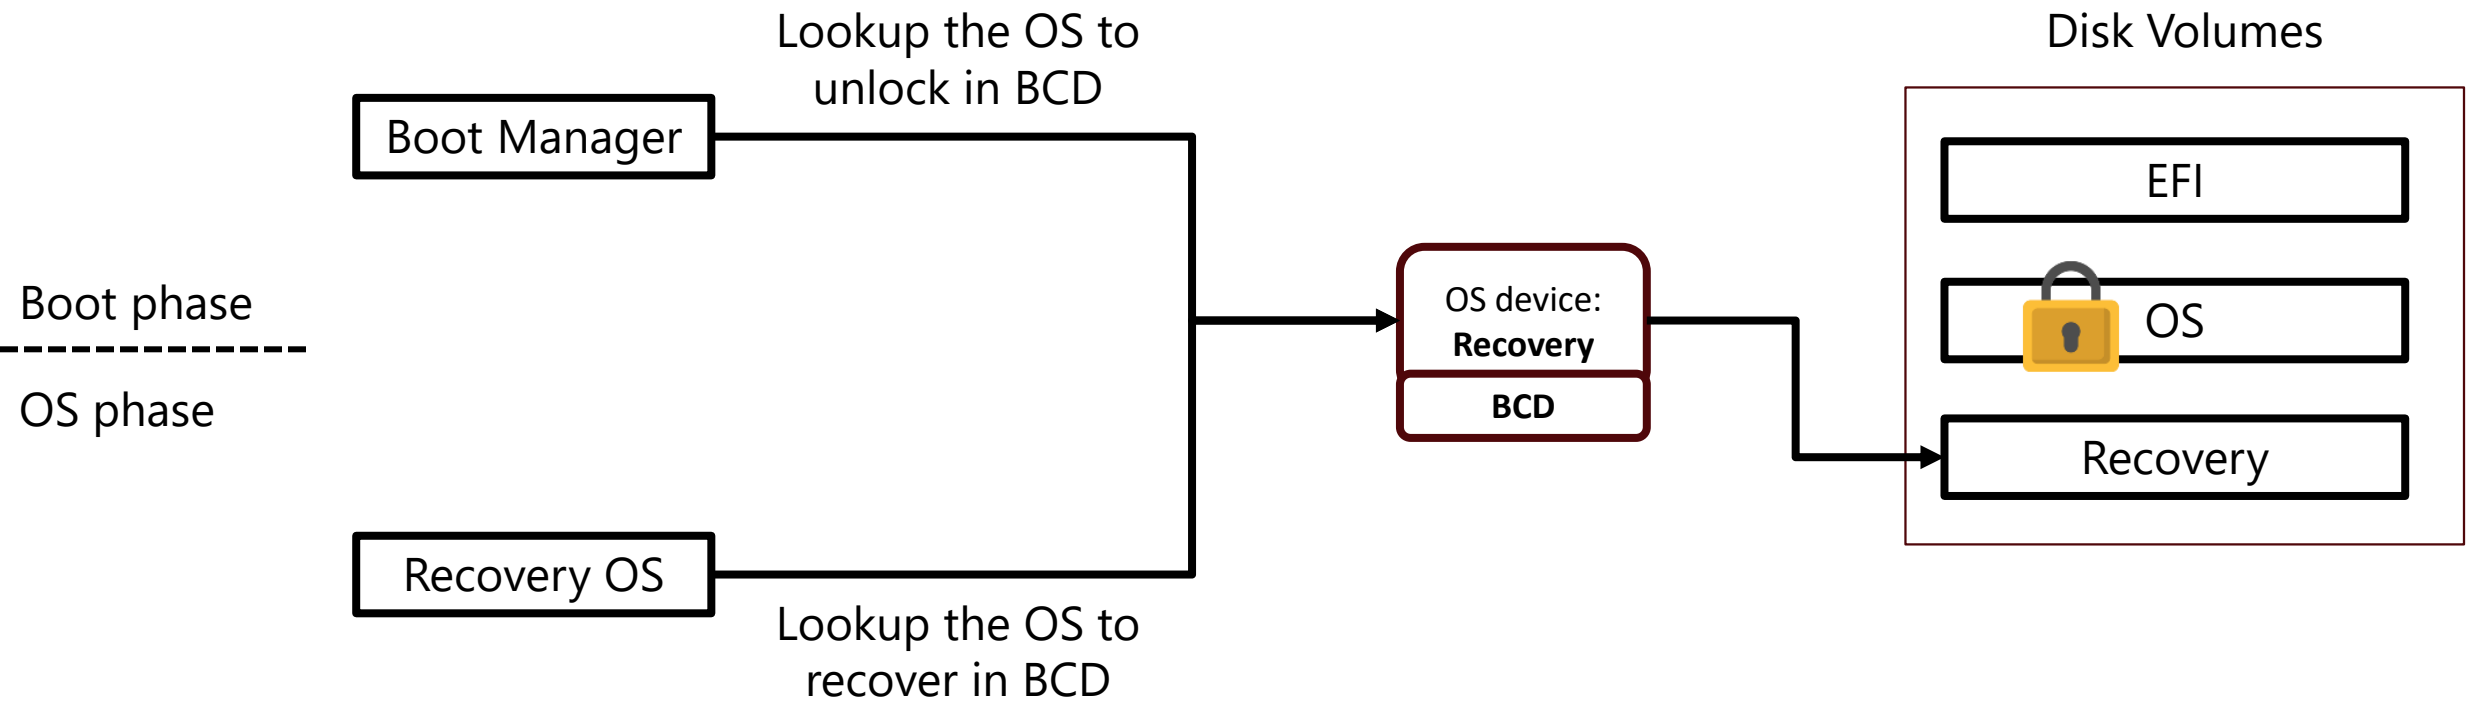 Lookup the OS to
unlock in BCD
Disk Volumes
Boot Manager
EFI
Boot phase
OS device:
Recovery
OS
OS phase
BCD
Recovery
Recovery OS
Lookup the OS to
recover in BCD